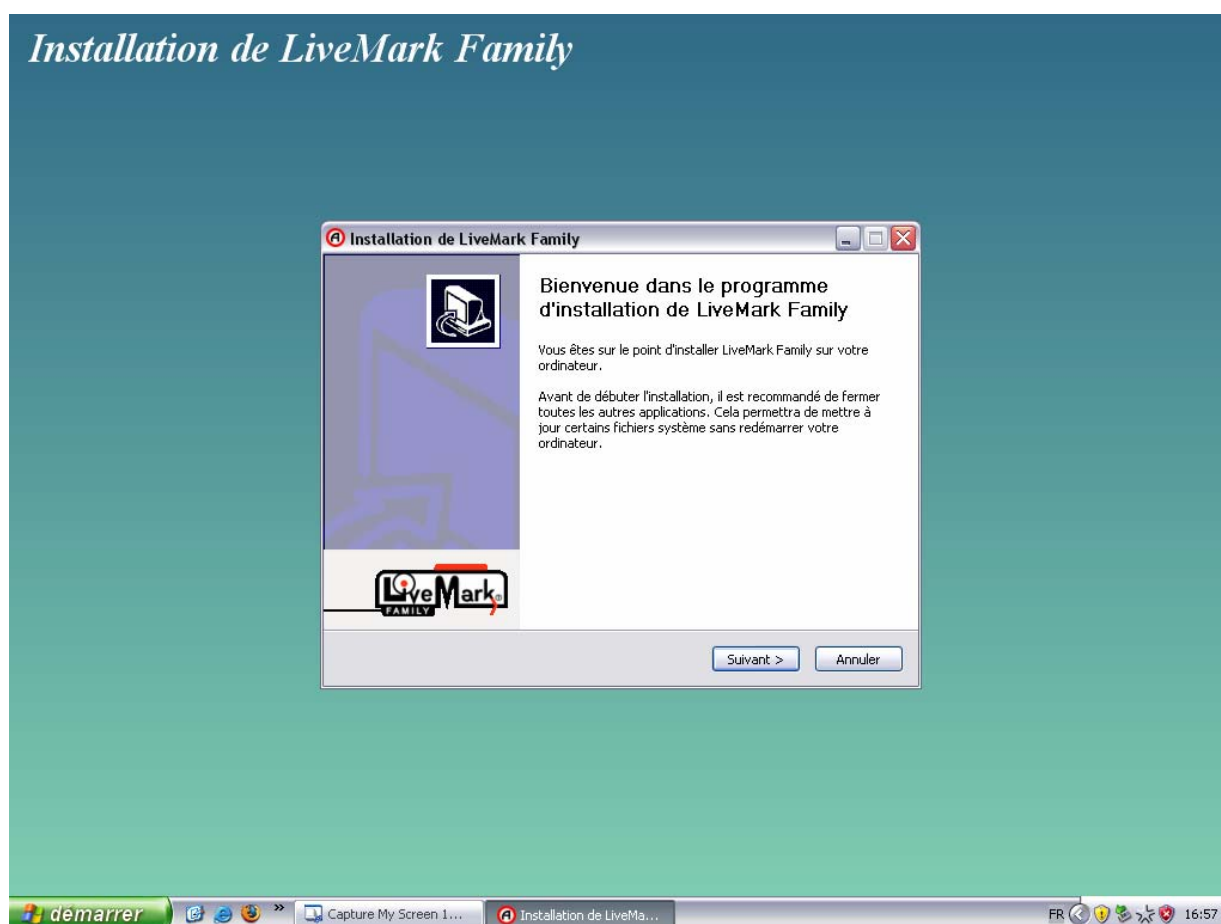 Installation de LiveMark Family
Installation de LiveMark Family
Bienvenue dans le programme
d'installation de LiveMark Family
Vous êtes sur le point d'installer LiveMark Family sur votre
ordinateur.
Avant de débuter l'installation, il est recommandé de fermer
toutes les autres applications. Cela permettra de mettre à
jour certains fichiers système sans redémarrer votre
ordinateur.
LiveMark®
FAMILY
Suivant >
Annuler
démarrer
»
Capture My Screen 1...
Installation de LiveMa...
FR
16:57